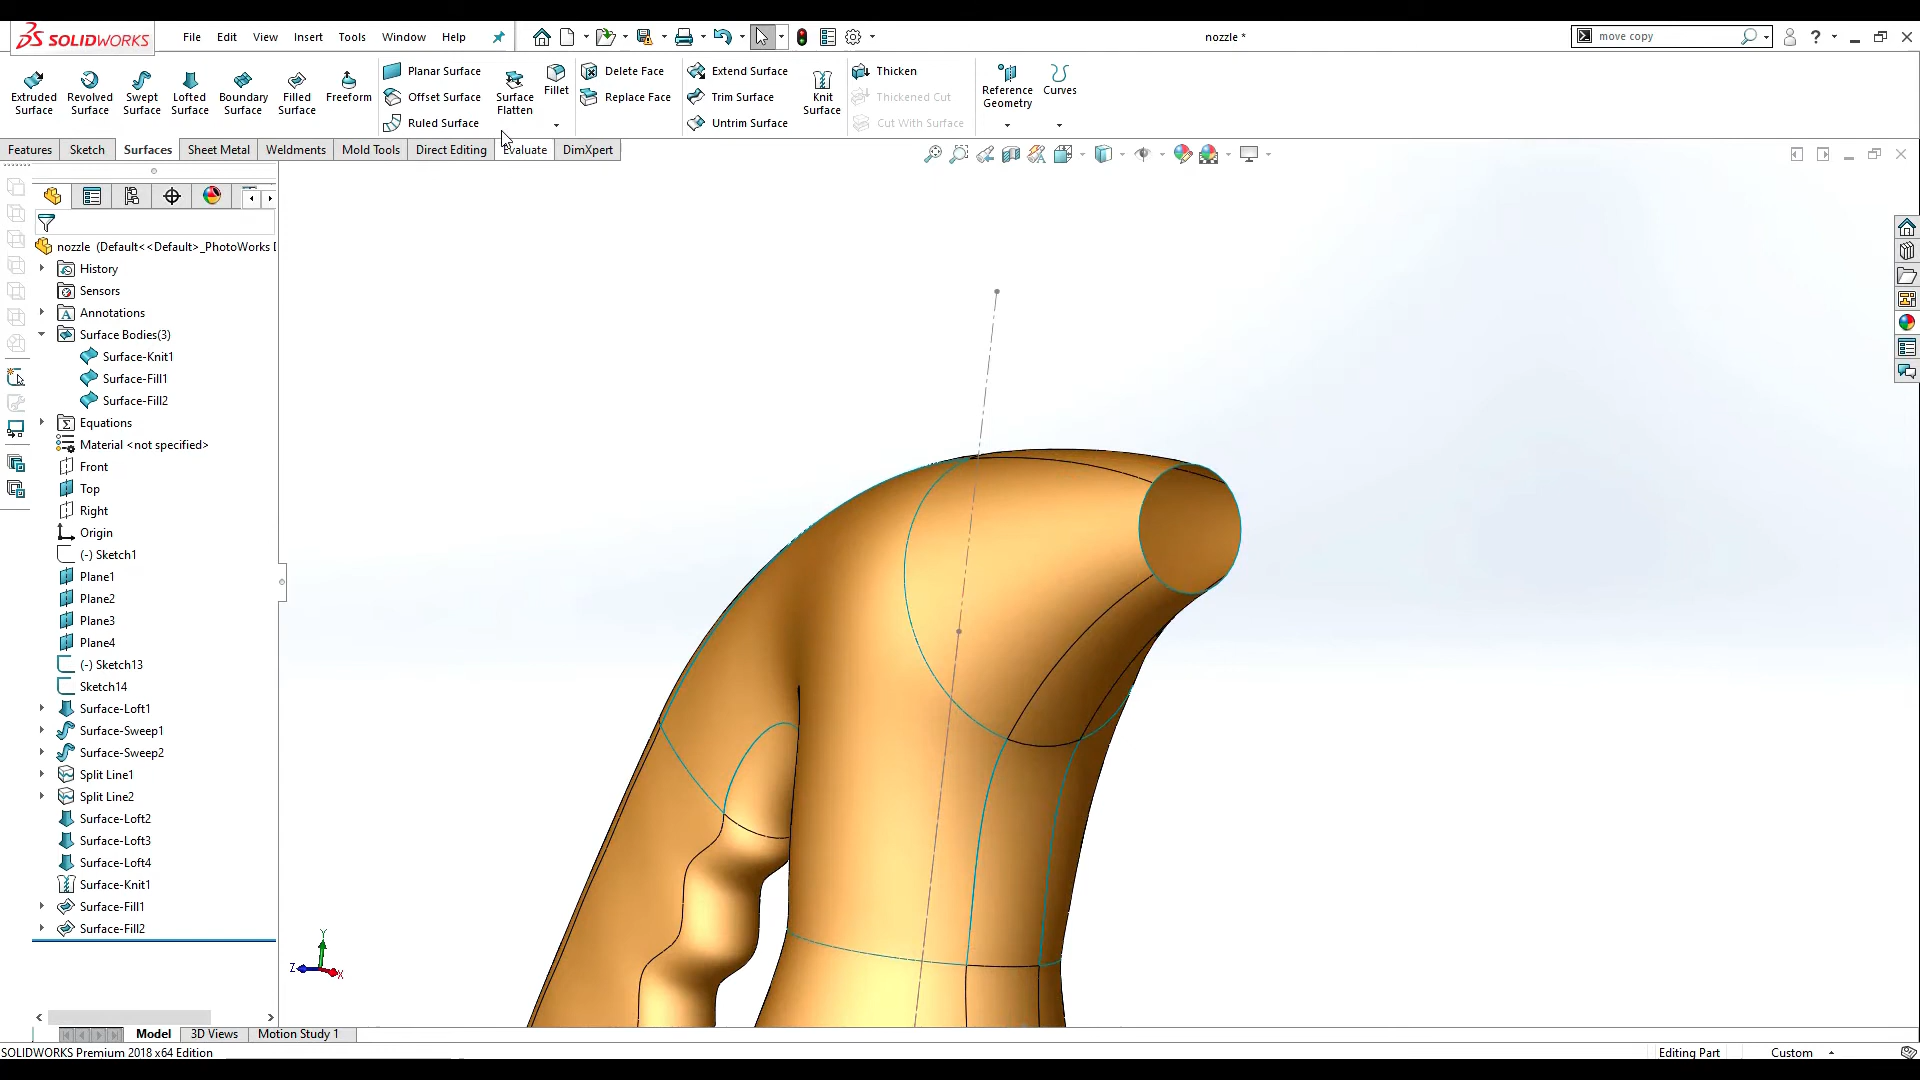 SOLIDWORKS File Edit View Insert Tools Window Help nozzle * move copy ?
Extruded Surface Revolved Surface Swept Surface Lofted Surface Boundary Surface Filled Surface Freeform
Planar Surface
Offset Surface
Ruled Surface
Surface Flatten Fillet
Delete Face
Replace Face
Extend Surface
Trim Surface
Untrim Surface
Knit Surface
Thicken
Thickened Cut
Cut With Surface
Reference Geometry Curves
Features Sketch Surfaces Sheet Metal Weldments Mold Tools Direct Editing Evaluate DimXpert
nozzle (Default<<Default>_PhotoWorks
History
Sensors
Annotations
Surface Bodies(3)
Surface-Knit1
Surface-Fill1
Surface-Fill2
Equations
Material <not specified>
Front
Top
Right
Origin
(-) Sketch1
Plane1
Plane2
Plane3
Plane4
(-) Sketch13
Sketch14
Surface-Loft1
Surface-Sweep1
Surface-Sweep2
Split Line1
Split Line2
Surface-Loft2
Surface-Loft3
Surface-Loft4
Surface-Knit1
Surface-Fill1
Surface-Fill2
Y
Z X
Model 3D Views Motion Study 1
SOLIDWORKS Premium 2018 x64 Edition Editing Part Custom